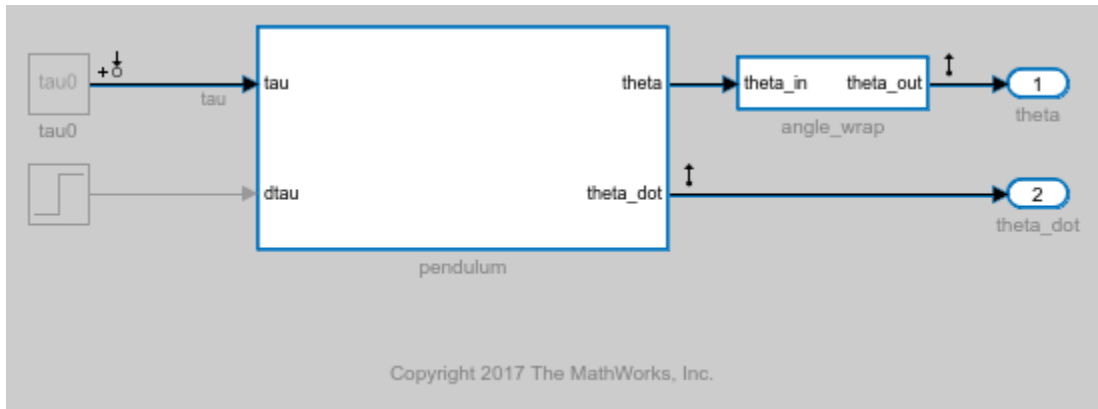 tau0
tau
tau0
tau
theta
dtau
theta_dot
pendulum
theta_in
theta_out
angle_wrap
1
theta
2
theta_dot
Copyright 2017 The MathWorks, Inc.